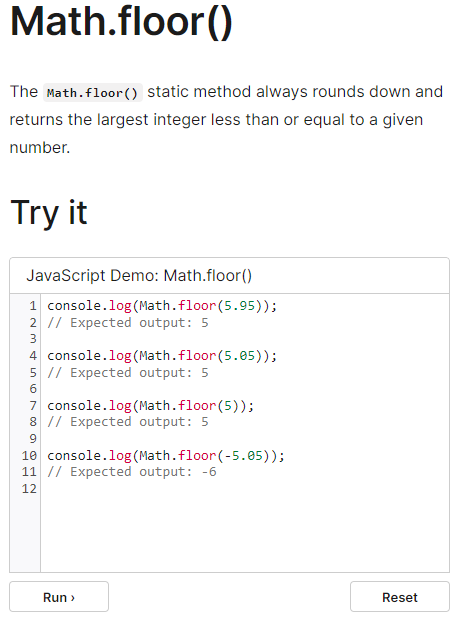 Math.floor()
The Math.floor() static method always rounds down and
returns the largest integer less than or equal to a given
number.
Try it
JavaScript Demo: Math.floor()
1 console.log(Math.floor(5.95));
2 // Expected output: 5
3
4 console.log(Math.floor(5.05));
5 // Expected output: 5
6
7 console.log(Math.floor(5));
8 // Expected output: 5
9
10 console.log(Math.floor(-5.05));
11 // Expected output: -6
12
Run ›
Reset